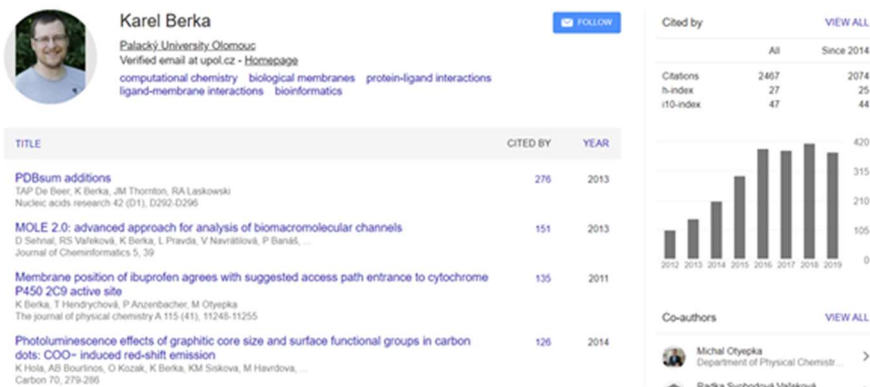 Karel Berka
FOLLOW
Palacký University Olomouc
Verified email at upol.cz - Homepage
computational chemistry biological membranes protein-ligand interactions
ligand-membrane interactions bioinformatics
TITLE CITED BY YEAR
PDBsum additions 276 2013
TAP De Beer, K Berka, JM Thornton, RA Laskowski
Nucleic acids research 42 (D1), D292-D296
MOLE 2.0: advanced approach for analysis of biomacromolecular channels 151 2013
D Sehnal, RS Vařeková, K Berka, L Pravda, V Navrátilová, P Banáš, ...
Journal of Cheminformatics 5, 39
Membrane position of ibuprofen agrees with suggested access path entrance to cytochrome 135 2011
P450 2C9 active site
K Berka, T Hendrychová, P Anzenbacher, M Otyepka
The journal of physical chemistry A 115 (41), 11248-11255
Photoluminescence effects of graphitic core size and surface functional groups in carbon 126 2014
dots: COO− induced red-shift emission
K Hola, AB Bourlinos, O Kozak, K Berka, KM Siskova, M Havrdova, ...
Carbon 70, 279-286
Cited by VIEW ALL
All Since 2014
Citations 2467 2074
h-index 27 25
i10-index 47 44
420
315
210
105
0
2012 2013 2014 2015 2016 2017 2018 2019
Co-authors VIEW ALL
Michal Otyepka
Department of Physical Chemistr...
Radka Svobodová Vařeková